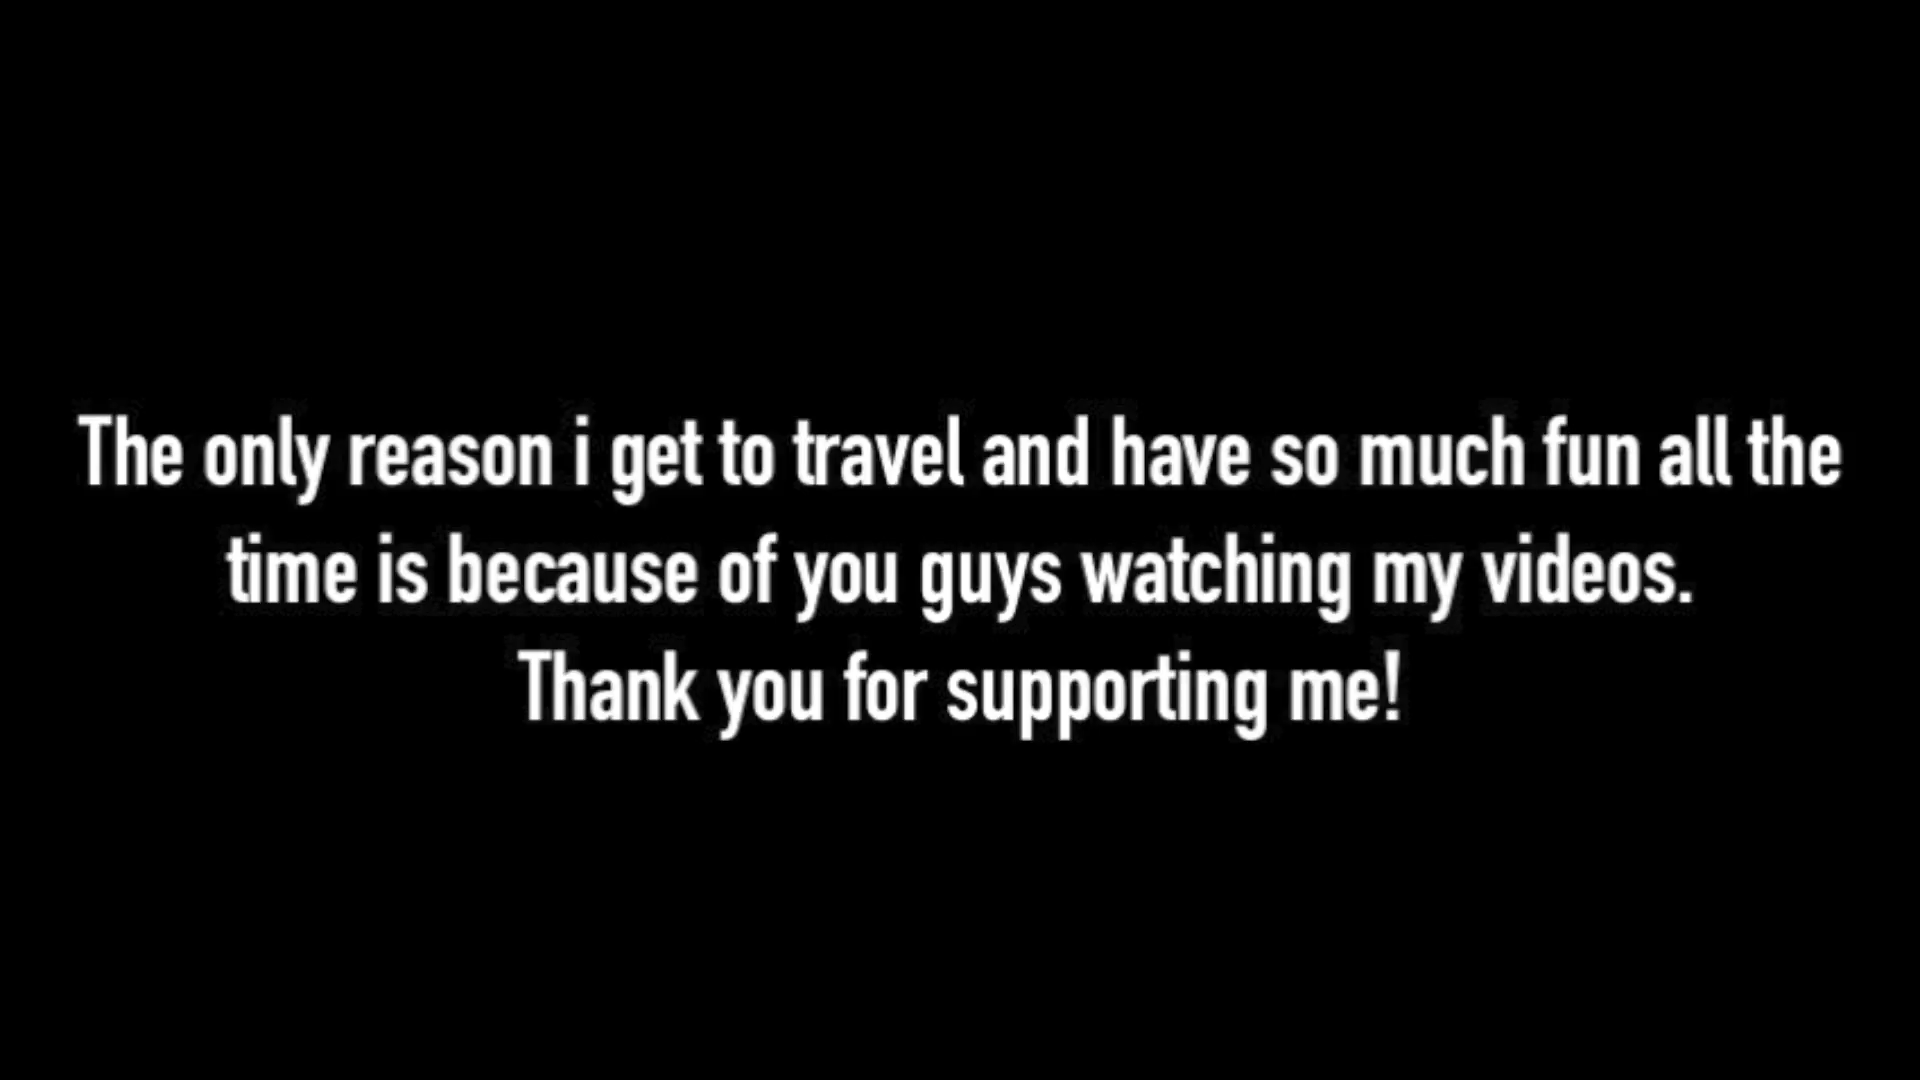 The only reason i get to travel and have so much fun all the
time is because of you guys watching my videos.
Thank you for supporting me!